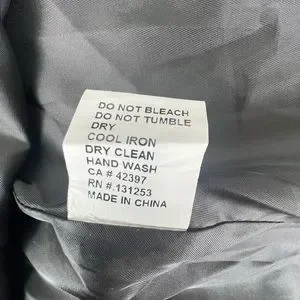 DO NOT BLEACH
DO NOT TUMBLE
DRY
COOL IRON
DRY CLEAN
HAND WASH
CA # 42397
RN #.131253
MADE IN CHINA